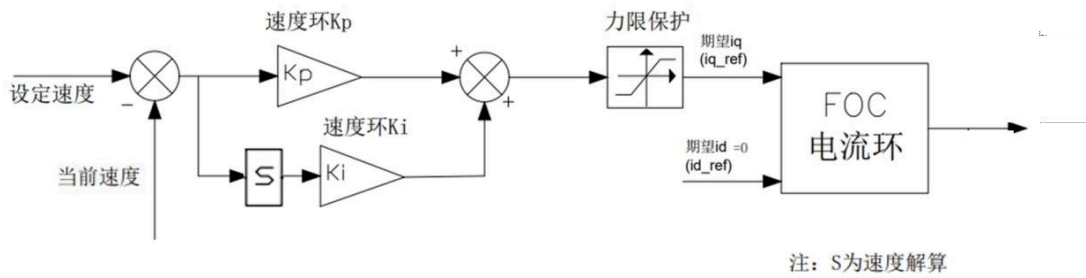 速度环Kp
力限保护
期望iq
(iq_ref)
+
Kp
设定速度
−
+
FOC
电流环
速度环Ki
期望id =0
(id_ref)
当前速度
S
Ki
注：S为速度解算